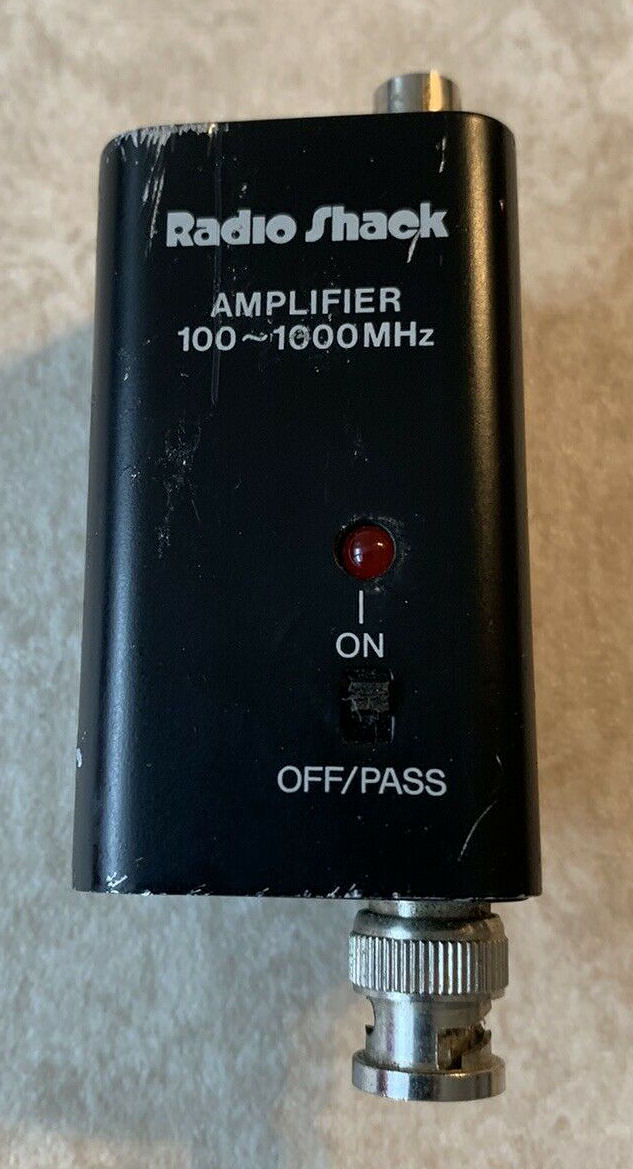 Radio Shack
AMPLIFIER
100~1000MHz
ON
OFF/PASS